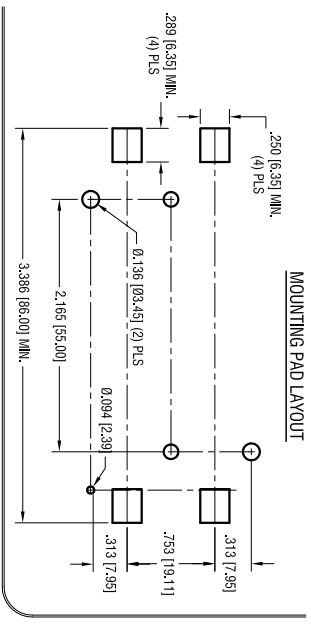 MOUNTING PAD LAYOUT
.289 [6.35] MIN.
(4) PLS
.250 [6.35] MIN.
(4) PLS
Ø.136 [Ø3.45] (2) PLS
Ø.094 [2.39]
2.165 [55.00]
3.386 [86.00] MIN.
.313 [7.95]
.753 [19.11]
.313 [7.95]